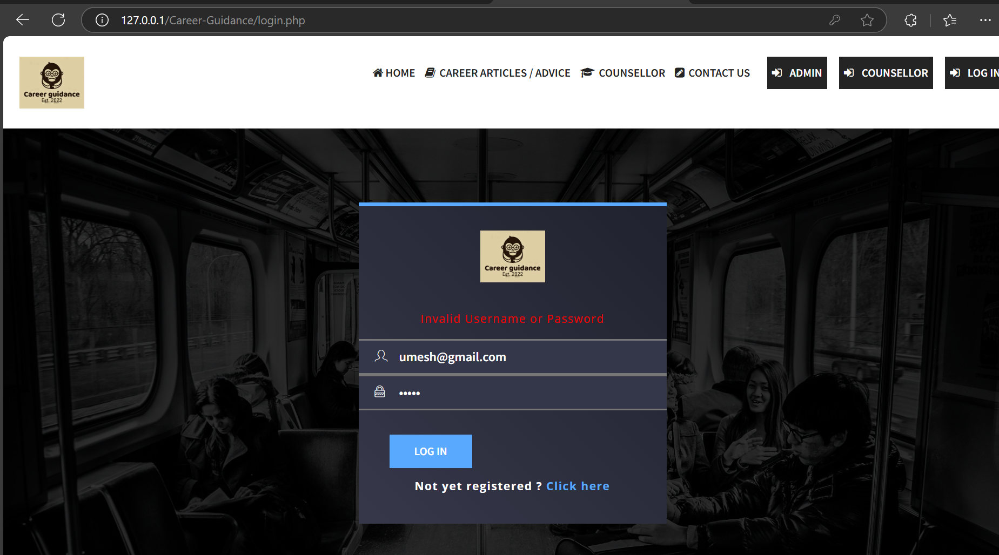 127.0.0.1/Career-Guidance/login.php
Career guidance
Est. 2022
HOME CAREER ARTICLES / ADVICE COUNSELLOR CONTACT US ADMIN COUNSELLOR LOG IN
RELAX.
UNWIND.
Career guidance
Est. 2022
Invalid Username or Password
umesh@gmail.com
•••••
LOG IN
Not yet registered ? Click here